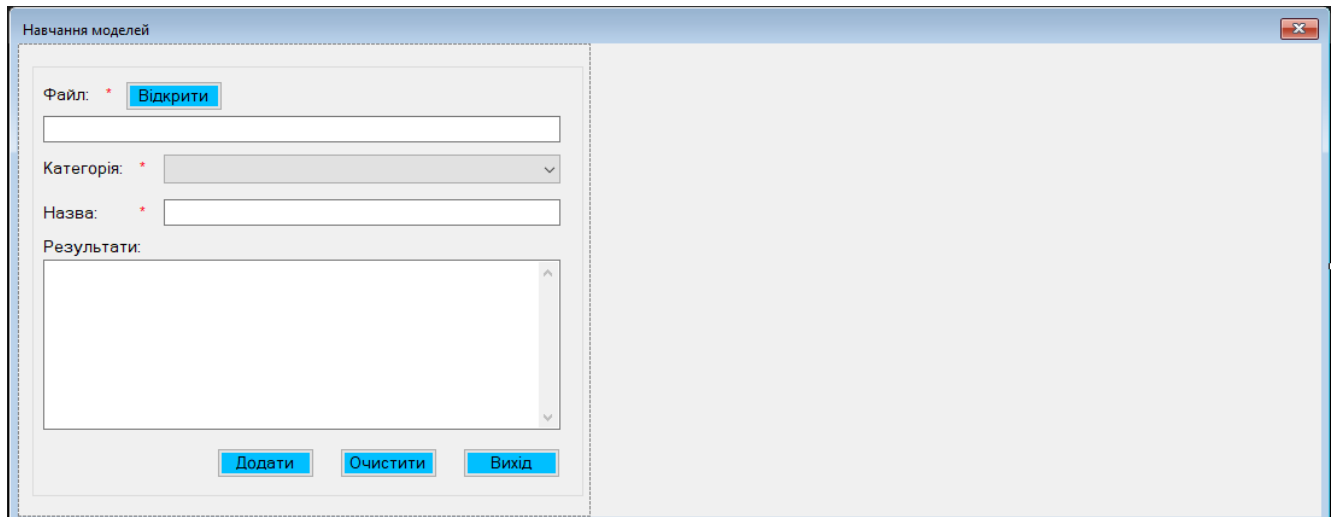 Навчання моделей
Файл: * Відкрити
Категорія: *
Назва: *
Результати:
Додати Очистити Вихід